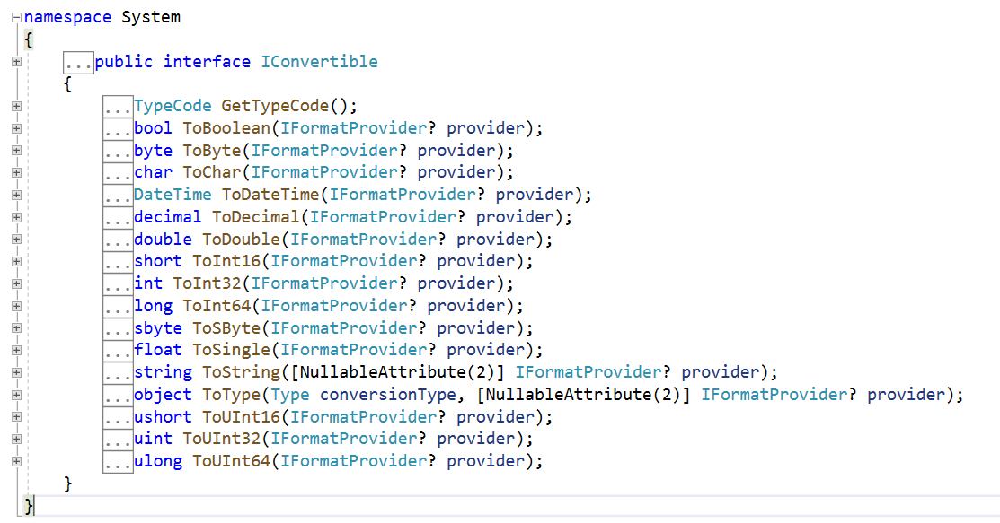 namespace System
{
...public interface IConvertible
{
...TypeCode GetTypeCode();
...bool ToBoolean(IFormatProvider? provider);
...byte ToByte(IFormatProvider? provider);
...char ToChar(IFormatProvider? provider);
...DateTime ToDateTime(IFormatProvider? provider);
...decimal ToDecimal(IFormatProvider? provider);
...double ToDouble(IFormatProvider? provider);
...short ToInt16(IFormatProvider? provider);
...int ToInt32(IFormatProvider? provider);
...long ToInt64(IFormatProvider? provider);
...sbyte ToSByte(IFormatProvider? provider);
...float ToSingle(IFormatProvider? provider);
...string ToString([NullableAttribute(2)] IFormatProvider? provider);
...object ToType(Type conversionType, [NullableAttribute(2)] IFormatProvider? provider);
...ushort ToUInt16(IFormatProvider? provider);
...uint ToUInt32(IFormatProvider? provider);
...ulong ToUInt64(IFormatProvider? provider);
}
}